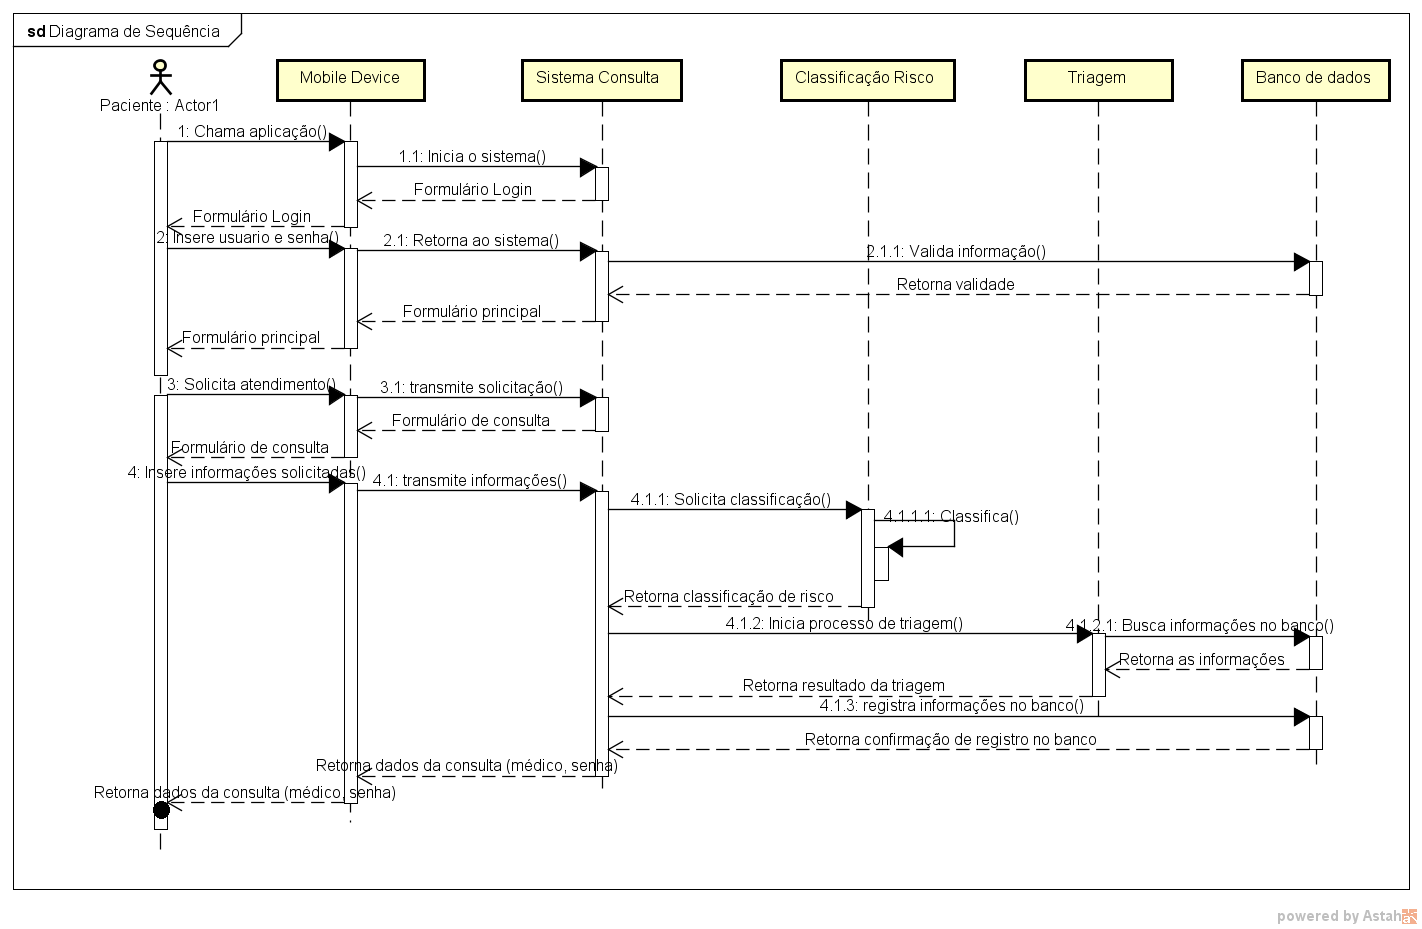 sd Diagrama de Sequência
Paciente : Actor1
Mobile Device
Sistema Consulta
Classificação Risco
Triagem
Banco de dados
1: Chama aplicação()
1.1: Inicia o sistema()
Formulário Login
Formulário Login
2: Insere usuario e senha()
2.1: Retorna ao sistema()
2.1.1: Valida informação()
Retorna validade
Formulário principal
Formulário principal
3: Solicita atendimento()
3.1: transmite solicitação()
Formulário de consulta
Formulário de consulta
4: Insere informações solicitadas()
4.1: transmite informações()
4.1.1: Solicita classificação()
4.1.1.1: Classifica()
Retorna classificação de risco
4.1.2: Inicia processo de triagem()
4.1.2.1: Busca informações no banco()
Retorna as informações
Retorna resultado da triagem
4.1.3: registra informações no banco()
Retorna confirmação de registro no banco
Retorna dados da consulta (médico, senha)
Retorna dados da consulta (médico, senha)
powered by Astah